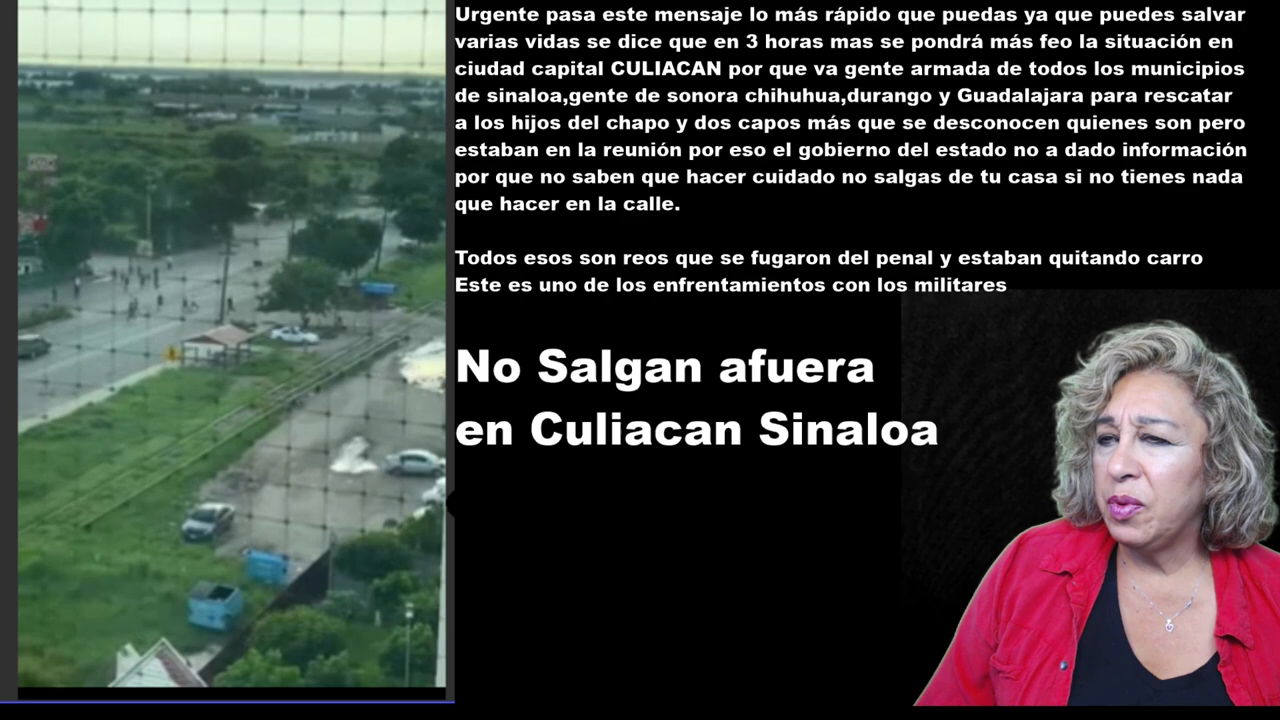 Urgente pasa este mensaje lo más rápido que puedas ya que puedes salvar
varias vidas se dice que en 3 horas mas se pondrá más feo la situación en
ciudad capital CULIACAN por que va gente armada de todos los municipios
de sinaloa,gente de sonora chihuhua,durango y Guadalajara para rescatar
a los hijos del chapo y dos capos más que se desconocen quienes son pero
estaban en la reunión por eso el gobierno del estado no a dado información
por que no saben que hacer cuidado no salgas de tu casa si no tienes nada
que hacer en la calle.
Todos esos son reos que se fugaron del penal y estaban quitando carro
Este es uno de los enfrentamientos con los militares
No Salgan afuera
en Culiacan Sinaloa